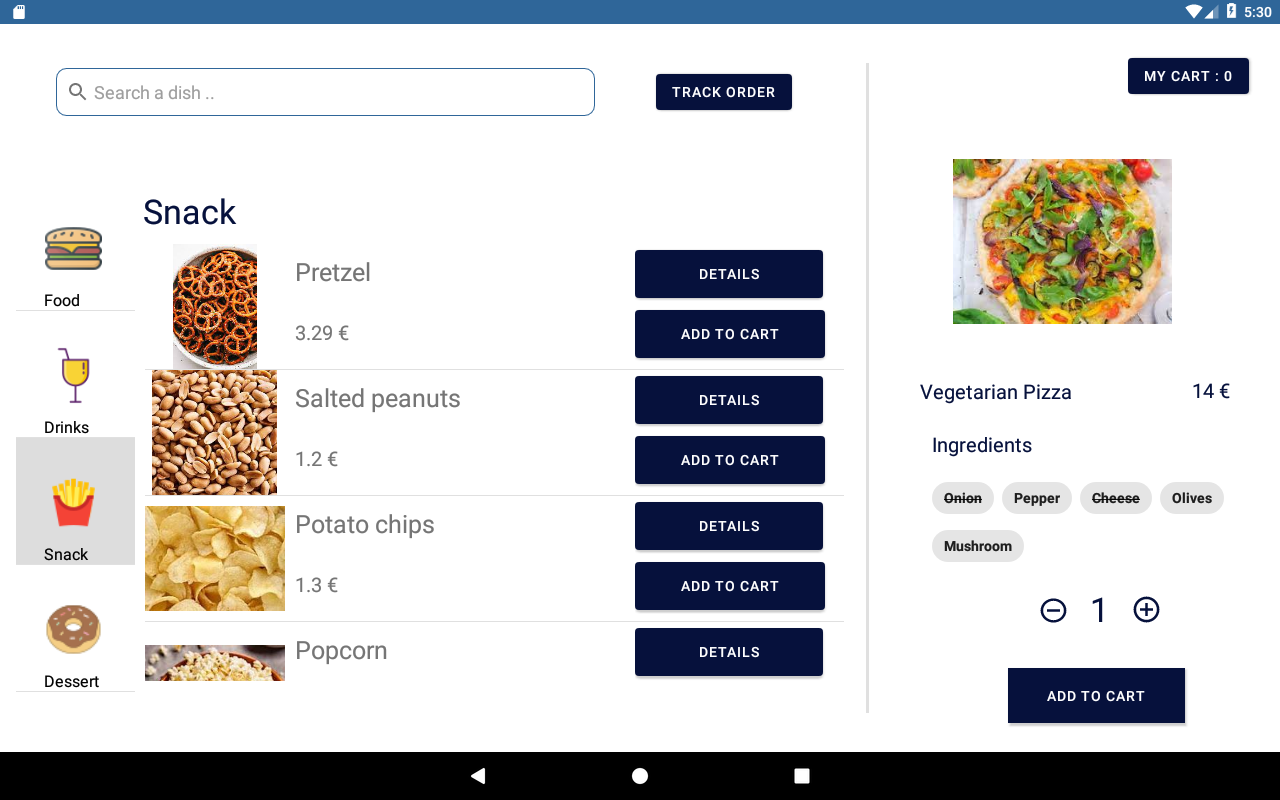 5:30
Search a dish ..
TRACK ORDER
MY CART : 0
Food
Drinks
Snack
Dessert
Snack
Pretzel
3.29 €
DETAILS
ADD TO CART
Salted peanuts
1.2 €
DETAILS
ADD TO CART
Potato chips
1.3 €
DETAILS
ADD TO CART
Popcorn
DETAILS
Vegetarian Pizza 14 €
Ingredients
Onion Pepper Cheese Olives
Mushroom
1
ADD TO CART